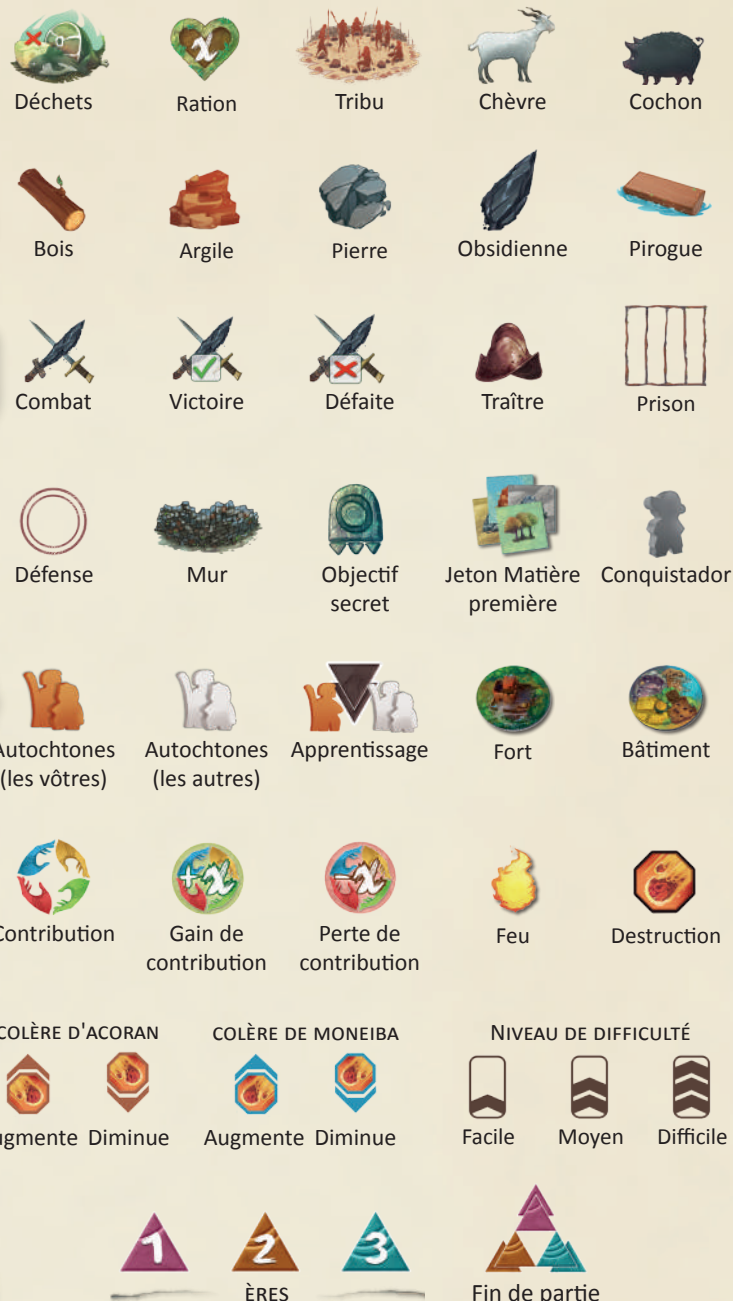 x
Déchets Ration Tribu Chèvre Cochon
Bois Argile Pierre Obsidienne Pirogue
Combat Victoire Défaite Traître Prison
Défense Mur Objectif secret Jeton Matière première Conquistador
Autochtones (les vôtres) Autochtones (les autres) Apprentissage Fort Bâtiment
+x -x
Contribution Gain de contribution Perte de contribution Feu Destruction
COLÈRE D'ACORAN COLÈRE DE MONEIBA NIVEAU DE DIFFICULTÉ
ugmente Diminue Augmente Diminue Facile Moyen Difficile
1 2 3
ÈRES Fin de partie